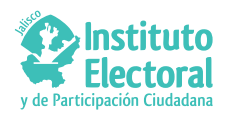 Jalisco
Instituto
Electoral
y de Participación Ciudadana